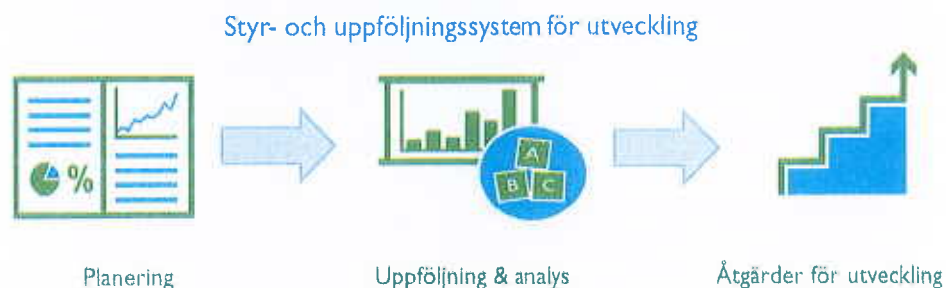 Styr- och uppföljningssystem för utveckling
%
A
B C
Planering
Uppföljning & analys
Åtgärder för utveckling